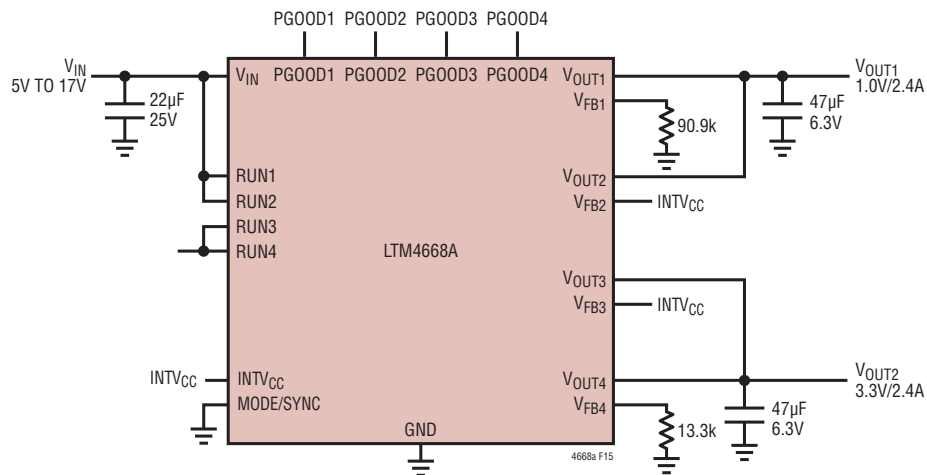 PGOOD1 PGOOD2 PGOOD3 PGOOD4
VIN
5V TO 17V
22µF
25V
VIN
PGOOD1 PGOOD2 PGOOD3 PGOOD4
VOUT1
VFB1
90.9k
47µF
6.3V
VOUT1
1.0V/2.4A
RUN1
RUN2
RUN3
RUN4
VOUT2
VFB2
INTVCC
LTM4668A
VOUT3
VFB3
INTVCC
INTVCC
INTVCC
MODE/SYNC
GND
VOUT4
VFB4
13.3k
47µF
6.3V
VOUT2
3.3V/2.4A
4668a F15